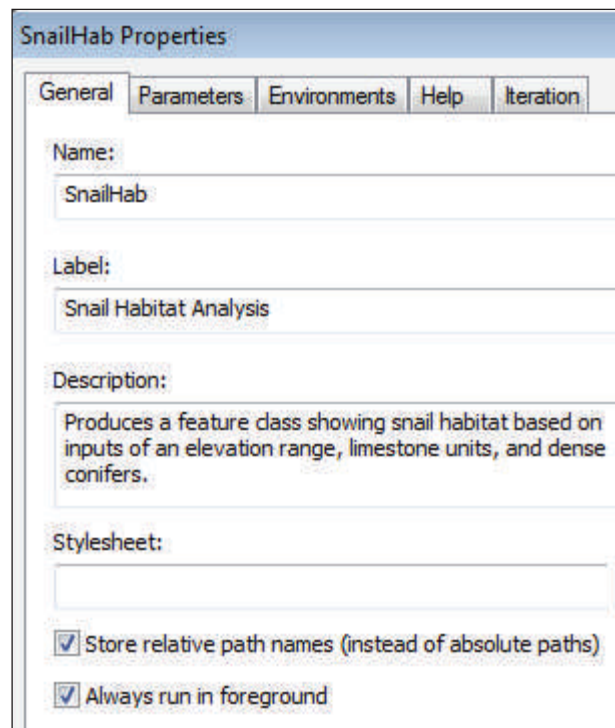 SnailHab Properties
General Parameters Environments Help Iteration
Name:
SnailHab
Label:
Snail Habitat Analysis
Description:
Produces a feature class showing snail habitat based on
inputs of an elevation range, limestone units, and dense
conifers.
Stylesheet:
Store relative path names (instead of absolute paths)
Always run in foreground